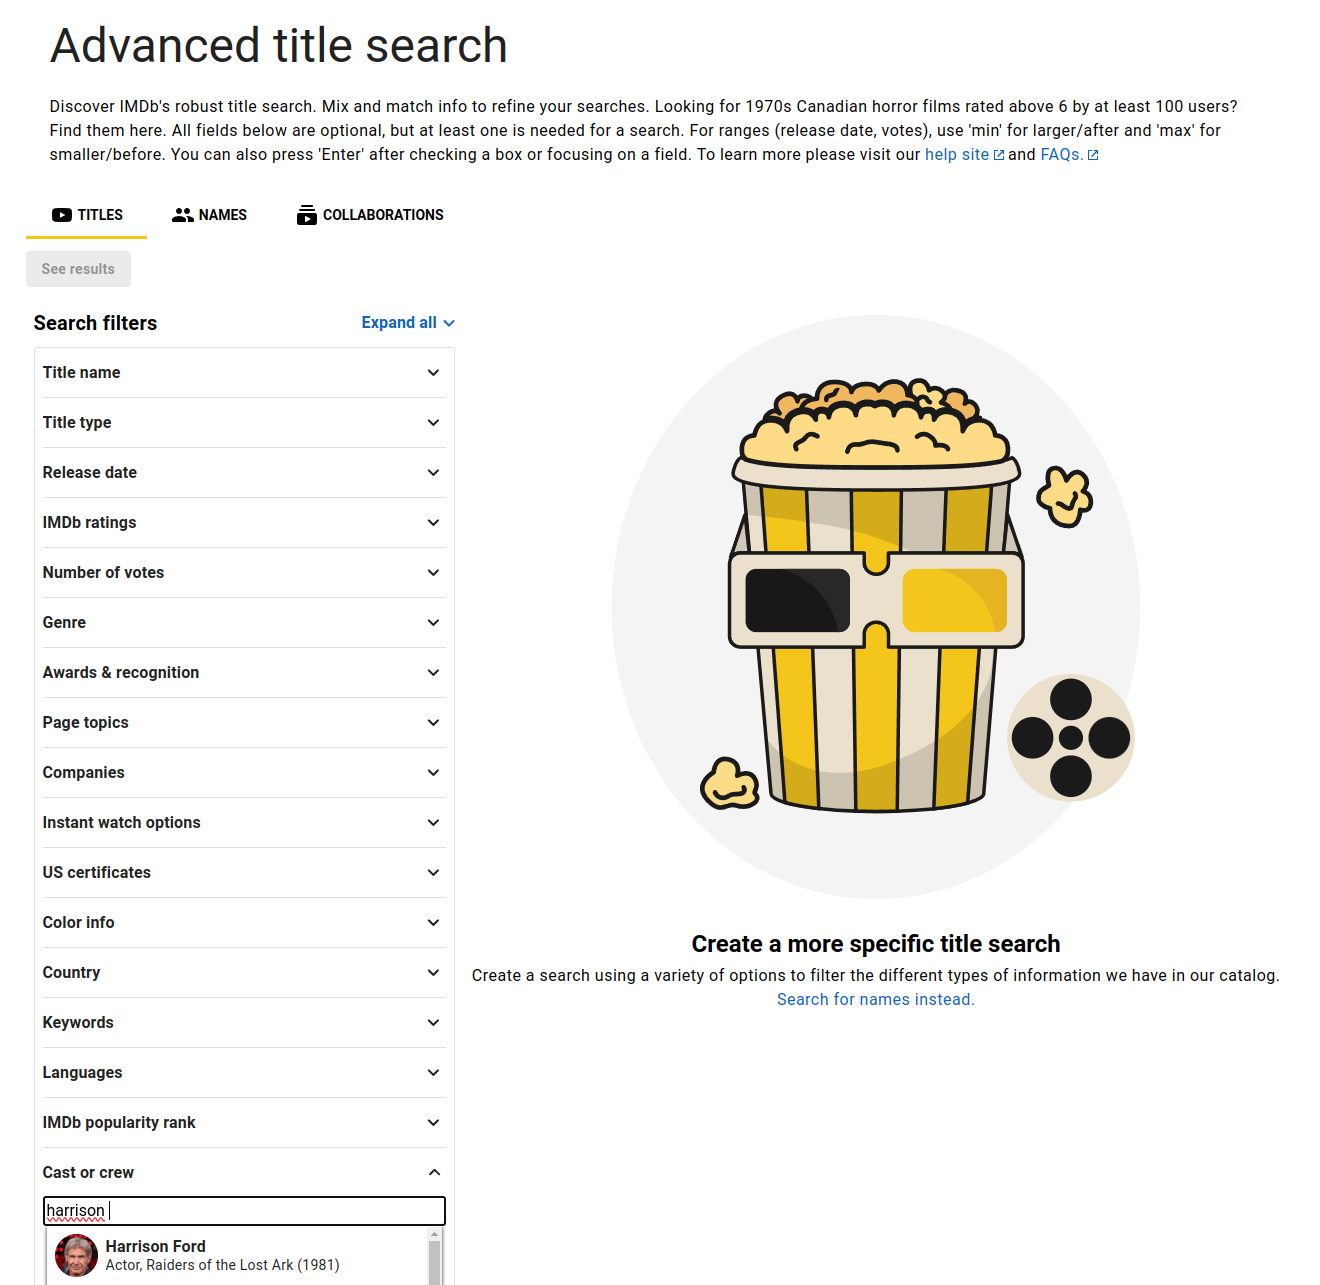 Advanced title search
Discover IMDb's robust title search. Mix and match info to refine your searches. Looking for 1970s Canadian horror films rated above 6 by at least 100 users?
Find them here. All fields below are optional, but at least one is needed for a search. For ranges (release date, votes), use 'min' for larger/after and 'max' for
smaller/before. You can also press 'Enter' after checking a box or focusing on a field. To learn more please visit our help site and FAQs.
TITLES NAMES COLLABORATIONS
See results
Search filters Expand all
Title name
Title type
Release date
IMDb ratings
Number of votes
Genre
Awards & recognition
Page topics
Companies
Instant watch options
US certificates
Color info
Country
Keywords
Languages
IMDb popularity rank
Cast or crew
harrison
Harrison Ford
Actor, Raiders of the Lost Ark (1981)
Create a more specific title search
Create a search using a variety of options to filter the different types of information we have in our catalog.
Search for names instead.